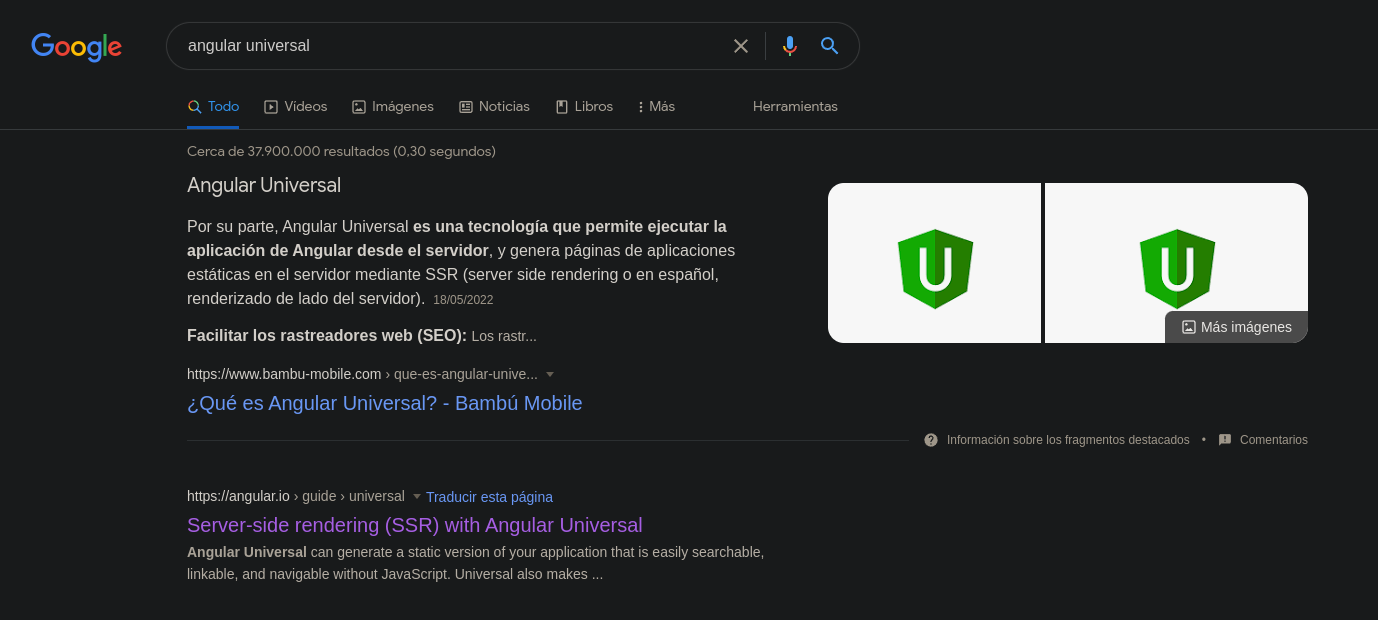 Google
angular universal
Todo
Vídeos
Imágenes
Noticias
Libros
Más
Herramientas
Cerca de 37.900.000 resultados (0,30 segundos)
Angular Universal
Por su parte, Angular Universal es una tecnología que permite ejecutar la
aplicación de Angular desde el servidor, y genera páginas de aplicaciones
estáticas en el servidor mediante SSR (server side rendering o en español,
renderizado de lado del servidor). 18/05/2022
Facilitar los rastreadores web (SEO): Los rastr...
U
U
Más imágenes
https://www.bambu-mobile.com › que-es-angular-unive...
¿Qué es Angular Universal? - Bambú Mobile
Información sobre los fragmentos destacados • Comentarios
https://angular.io › guide › universal Traducir esta página
Server-side rendering (SSR) with Angular Universal
Angular Universal can generate a static version of your application that is easily searchable,
linkable, and navigable without JavaScript. Universal also makes ...